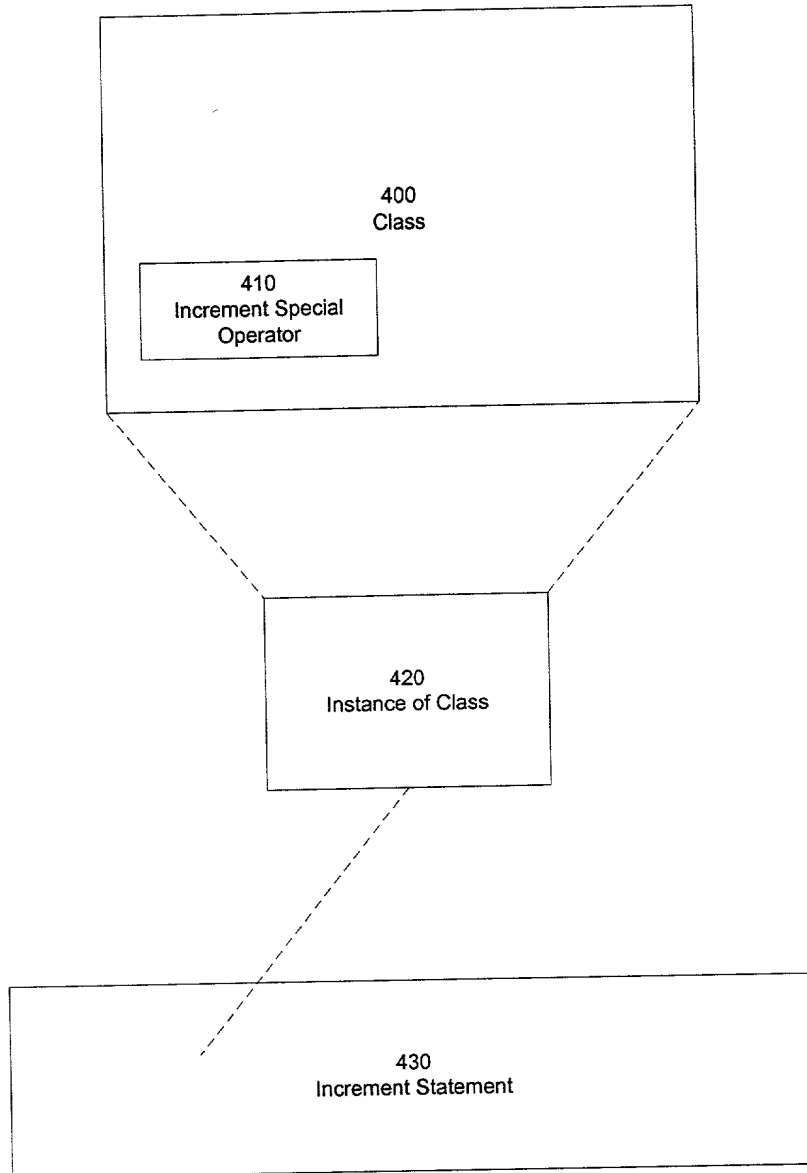 400
Class
410
Increment Special
Operator
420
Instance of Class
430
Increment Statement